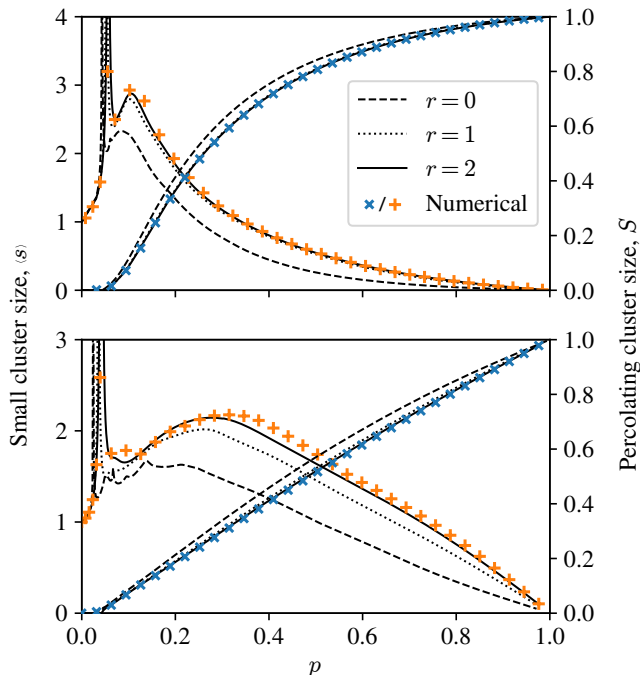 4
3
2
1
0
1.0
0.8
0.6
0.4
0.2
0.0
r = 0
r = 1
r = 2
×/+ Numerical
3
2
1
0
1.0
0.8
0.6
0.4
0.2
0.0
0.0 0.2 0.4 0.6 0.8 1.0
p
Small cluster size, ⟨s⟩
Percolating cluster size, S